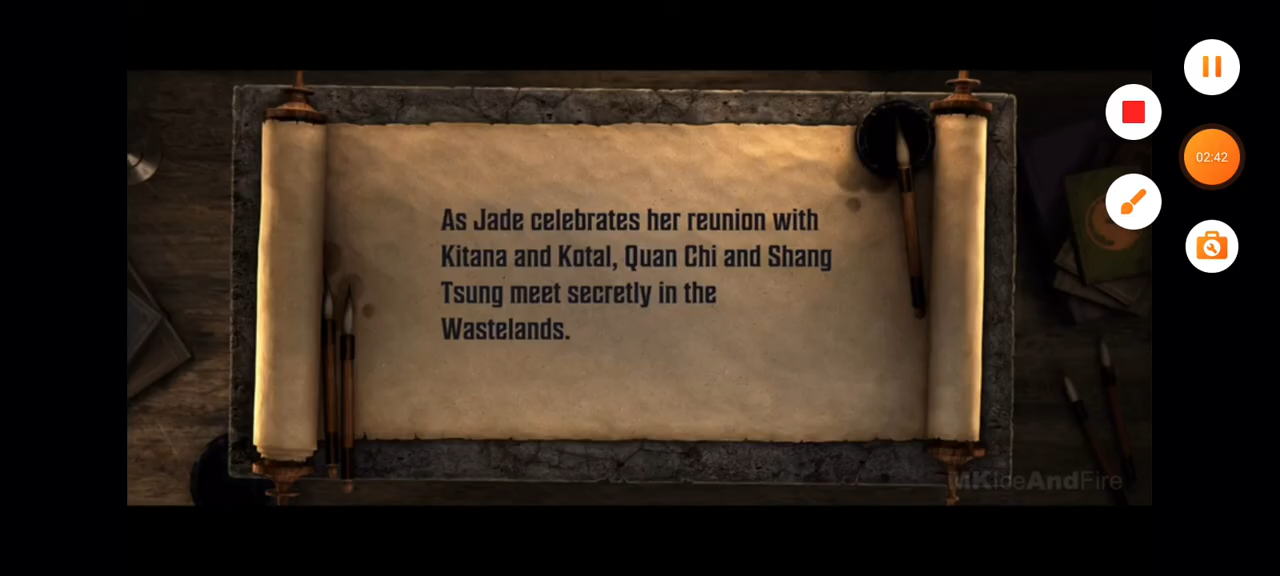 As Jade celebrates her reunion with
Kitana and Kotal, Quan Chi and Shang
Tsung meet secretly in the
Wastelands.
02:42
MKIceAndFire